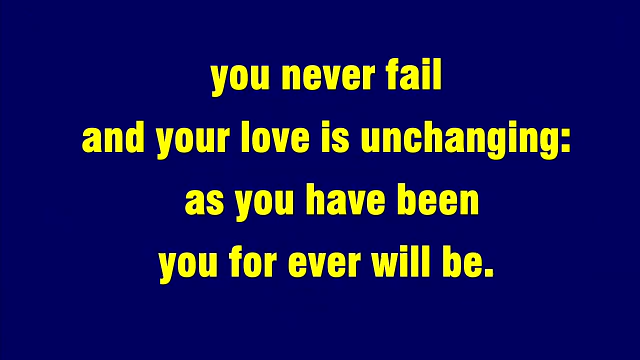 you never fail
and your love is unchanging:
as you have been
you for ever will be.